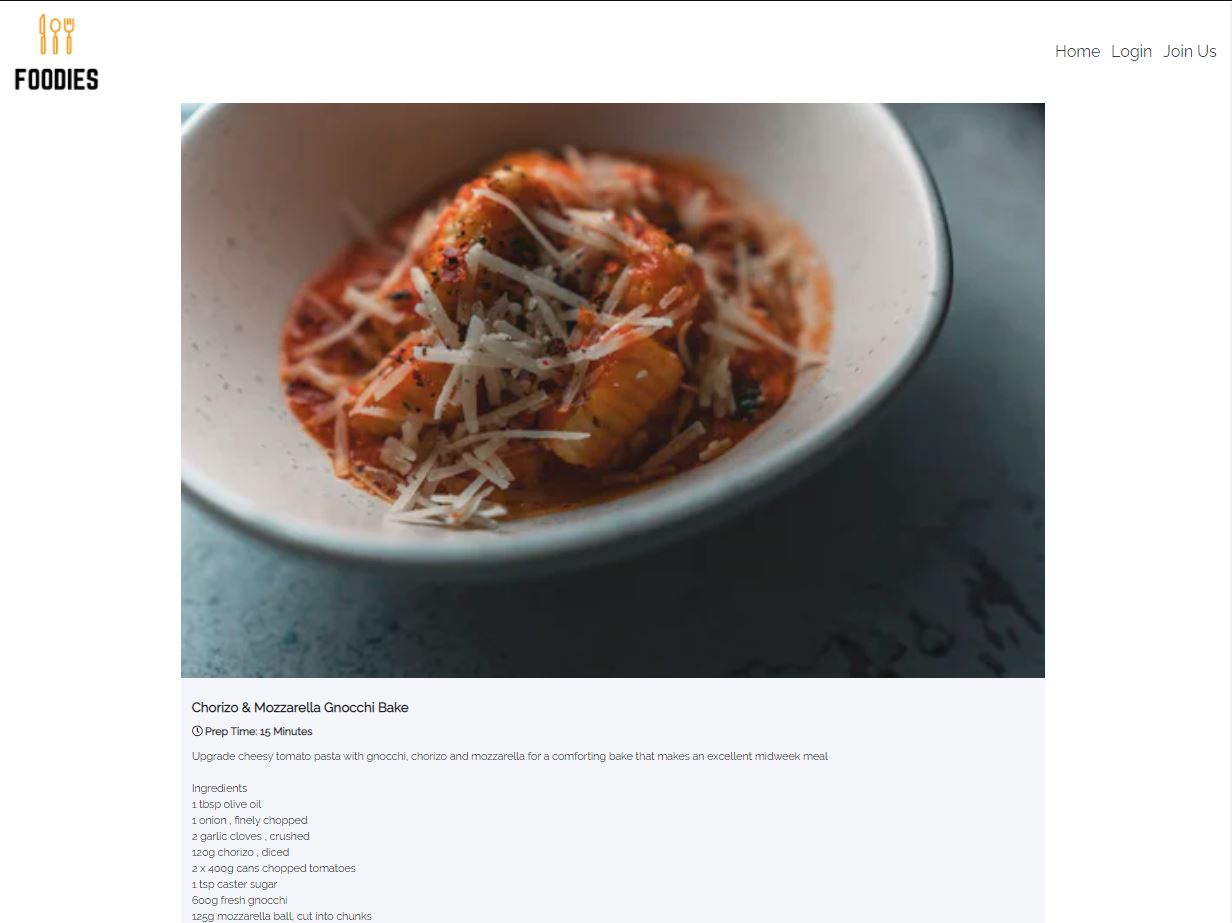 FOODIES
Home Login Join Us
Chorizo & Mozzarella Gnocchi Bake
Prep Time: 15 Minutes
Upgrade cheesy tomato pasta with gnocchi, chorizo and mozzarella for a comforting bake that makes an excellent midweek meal
Ingredients
1 tbsp olive oil
1 onion , finely chopped
2 garlic cloves , crushed
120g chorizo , diced
2 x 400g cans chopped tomatoes
1 tsp caster sugar
600g fresh gnocchi
125g mozzarella ball, cut into chunks